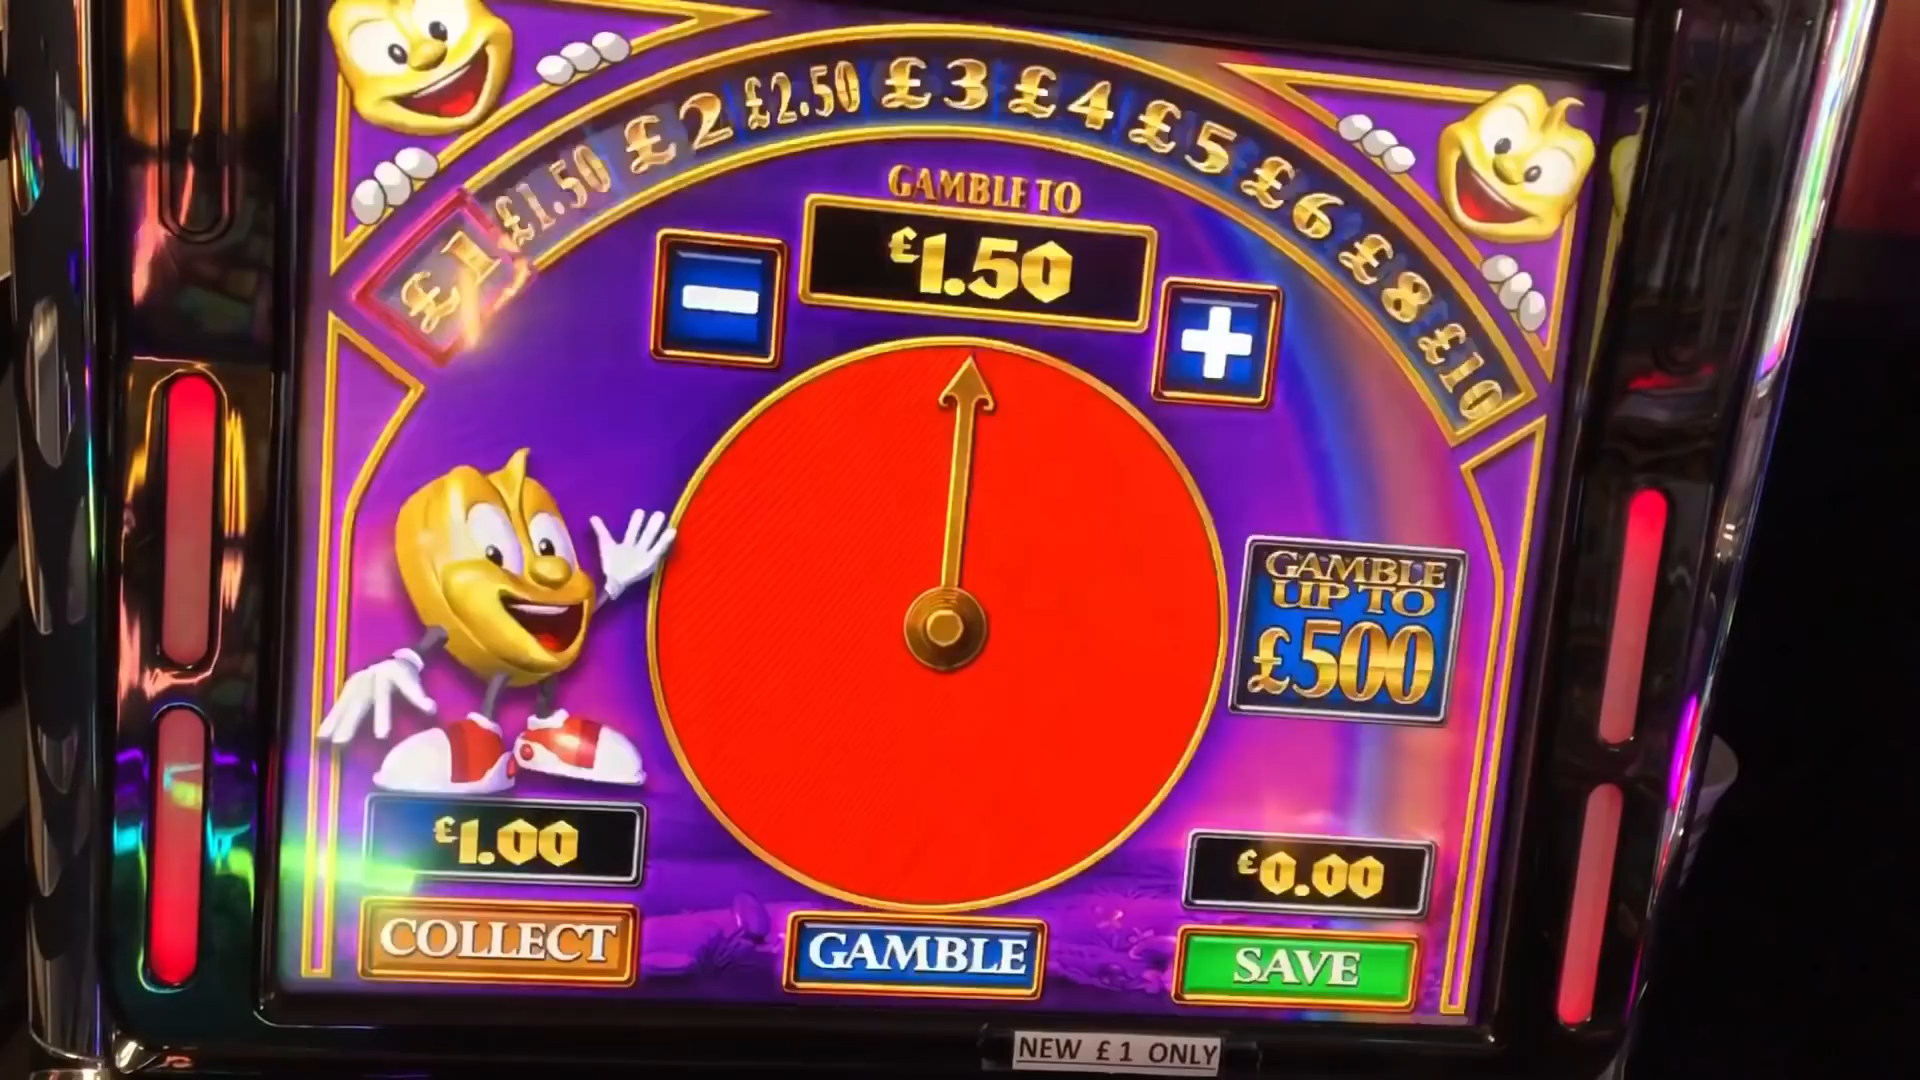 £1 £1.50 £2 £2.50 £3 £4 £5 £6 £8 £10
GAMBLE TO
£1.50
GAMBLE
UP TO
£500
£1.00
£0.00
COLLECT
GAMBLE
SAVE
NEW £1 ONLY